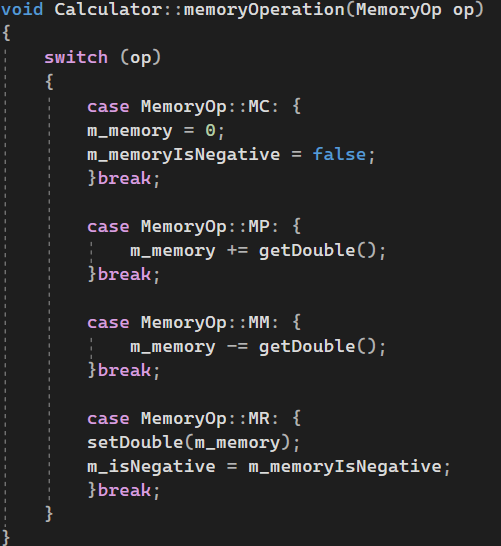 void Calculator::memoryOperation(MemoryOp op)
{
    switch (op)
    {
        case MemoryOp::MC: {
        m_memory = 0;
        m_memoryIsNegative = false;
        }break;

        case MemoryOp::MP: {
            m_memory += getDouble();
        }break;

        case MemoryOp::MM: {
            m_memory -= getDouble();
        }break;

        case MemoryOp::MR: {
        setDouble(m_memory);
        m_isNegative = m_memoryIsNegative;
        }break;
    }
}